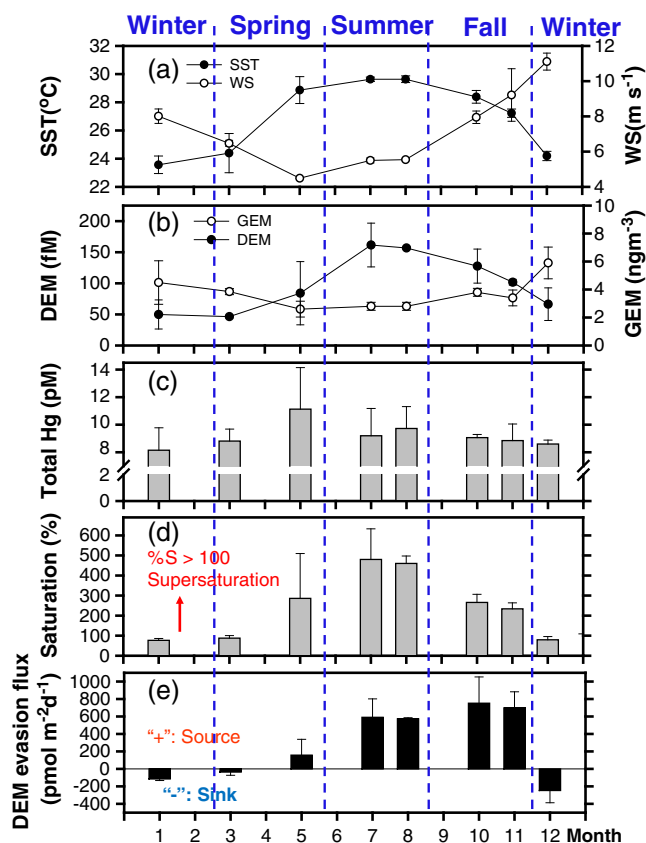 Winter Spring Summer Fall Winter
(a)
SST
WS
SST(ºC)
32
30
28
26
24
22
WS(m s-1)
12
10
8
6
4
(b)
GEM
DEM
DEM (fM)
200
150
100
50
0
GEM (ngm-3)
10
8
6
4
2
0
(c)
Total Hg (pM)
14
12
10
8
2
0
(d)
%S > 100
Supersaturation
Saturation (%)
600
500
400
300
200
100
0
(e)
"+": Source
"-": Sink
DEM evasion flux
(pmol m-2d-1)
1000
800
600
400
200
0
-200
-400
1 2 3 4 5 6 7 8 9 10 11 12 Month